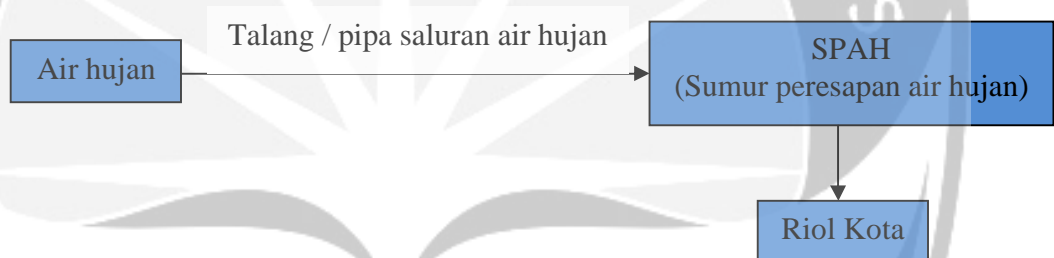 Talang / pipa saluran air hujan
Air hujan
SPAH
(Sumur peresapan air hujan)
Riol Kota